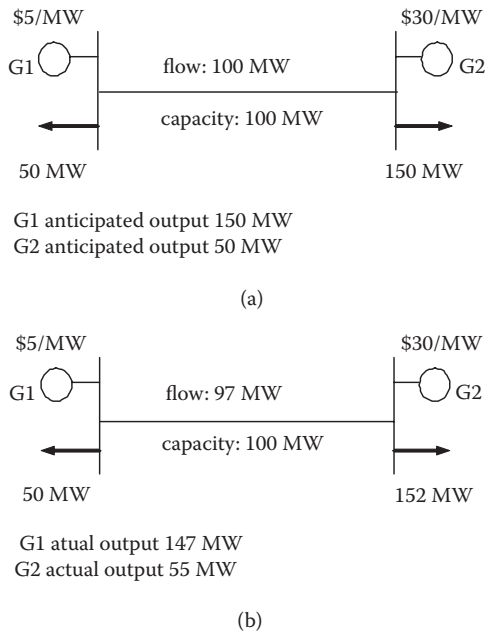 $5/MW
$30/MW
G1
flow: 100 MW
G2
capacity: 100 MW
50 MW
150 MW
G1 anticipated output 150 MW
G2 anticipated output 50 MW
(a)
$5/MW
$30/MW
G1
flow: 97 MW
G2
capacity: 100 MW
50 MW
152 MW
G1 atual output 147 MW
G2 actual output 55 MW
(b)